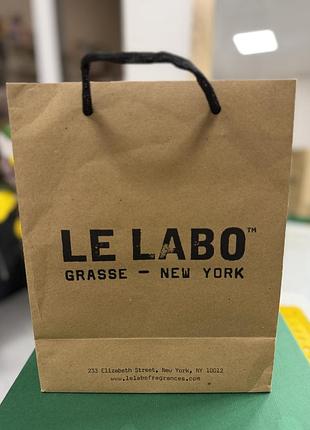 LE LABO™
GRASSE — NEW YORK
233 Elizabeth Street, New York, NY 10012
www.lelabofragrances.com